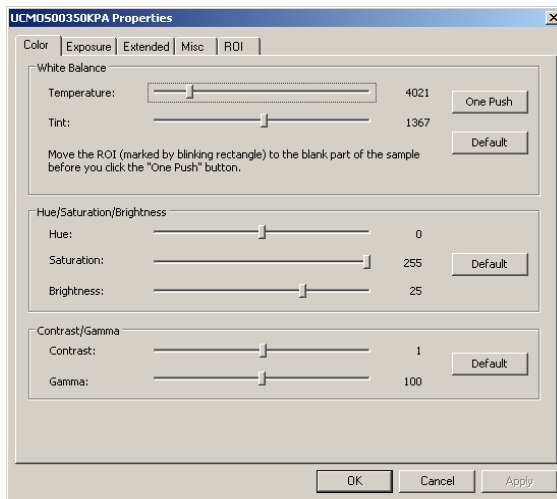 UCMOS00350KPA Properties
Color Exposure Extended Misc ROI
White Balance
Temperature: 4021 One Push
Tint: 1367
Default
Move the ROI (marked by blinking rectangle) to the blank part of the sample
before you click the "One Push" button.
Hue/Saturation/Brightness
Hue: 0
Saturation: 255 Default
Brightness: 25
Contrast/Gamma
Contrast: 1
Default
Gamma: 100
OK Cancel Apply